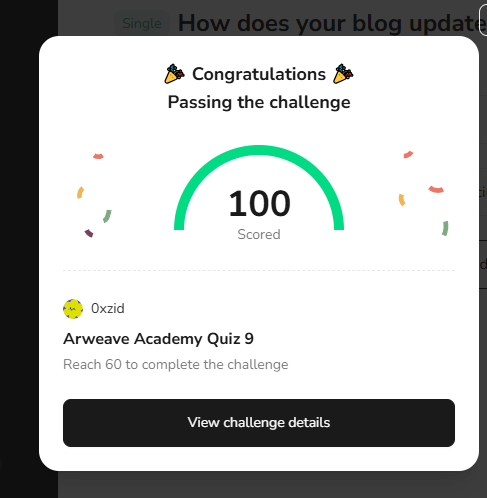 Single How does your blog update
Congratulations
Passing the challenge
100
Scored
0xzid
Arweave Academy Quiz 9
Reach 60 to complete the challenge
View challenge details